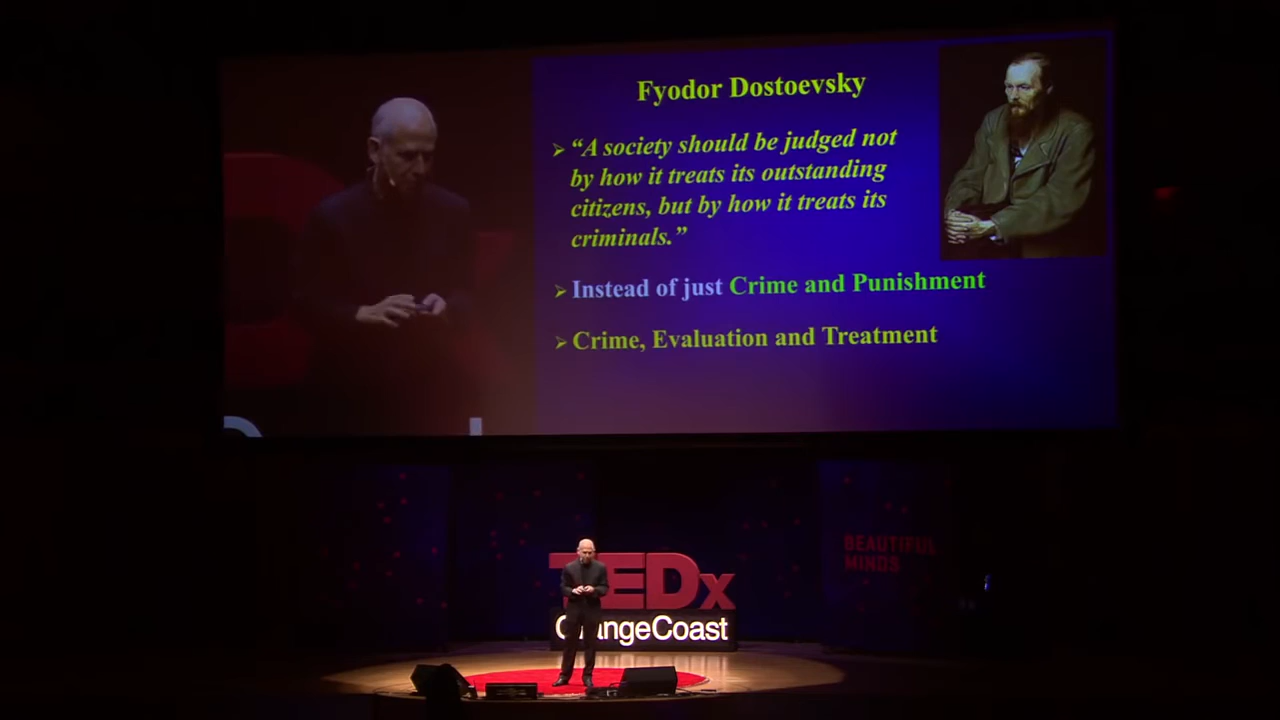 Fyodor Dostoevsky
➢ “A society should be judged not
by how it treats its outstanding
citizens, but by how it treats its
criminals.”
➢ Instead of just Crime and Punishment
➢ Crime, Evaluation and Treatment
BEAUTIFUL
MINDS
TEDx
OrangeCoast